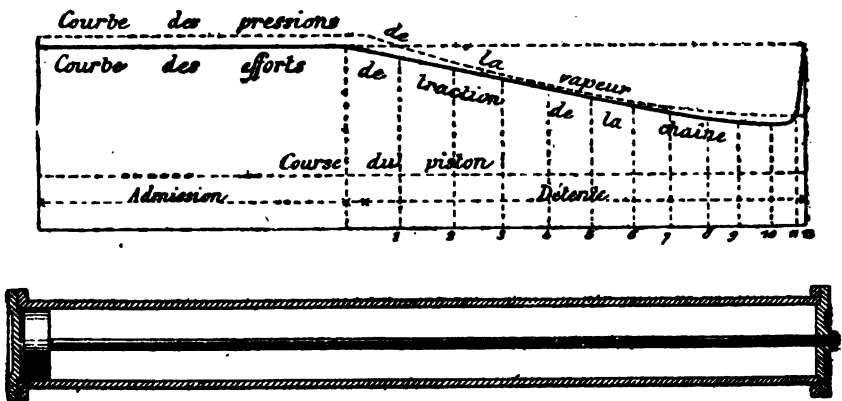 Courbe des pressions de la vapeur
Courbe des efforts de traction de la chaîne
Course du piston
Admission Détente.
1 2 3 4 5 6 7 8 9 10 11 12